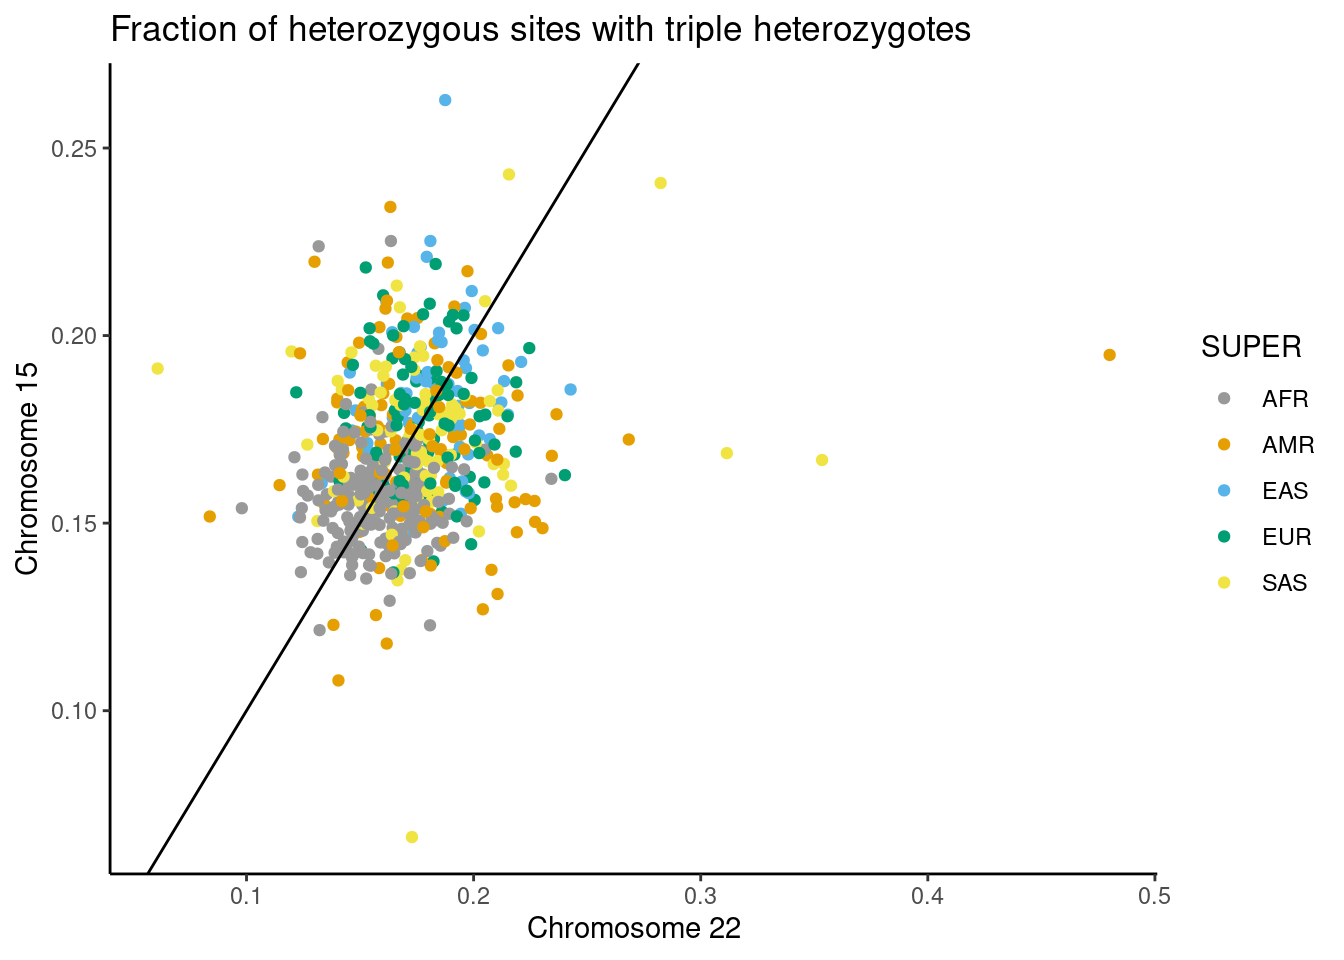 Fraction of heterozygous sites with triple heterozygotes
Chromosome 15
0.25
0.20
0.15
0.10
0.1 0.2 0.3 0.4 0.5
Chromosome 22
SUPER
AFR
AMR
EAS
EUR
SAS